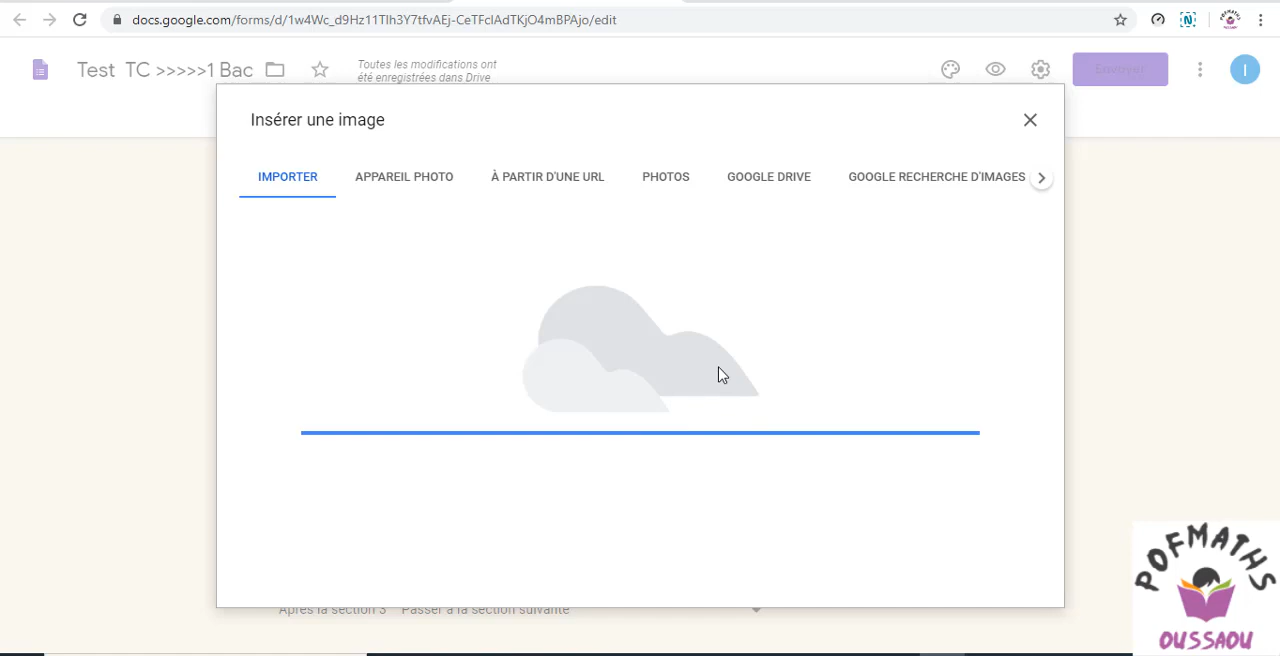 docs.google.com/forms/d/1w4Wc_d9Hz11TIh3Y7tfvAEj-CeTFcIAdTKjO4mBPAjo/edit
Test TC >>>>>1 Bac
Toutes les modifications ont
été enregistrées dans Drive
Envoyer
I
Insérer une image
IMPORTER
APPAREIL PHOTO
À PARTIR D'UNE URL
PHOTOS
GOOGLE DRIVE
GOOGLE RECHERCHE D'IMAGES
Après la section 3 Passer à la section suivante
POFMATHS
OUSSAOU